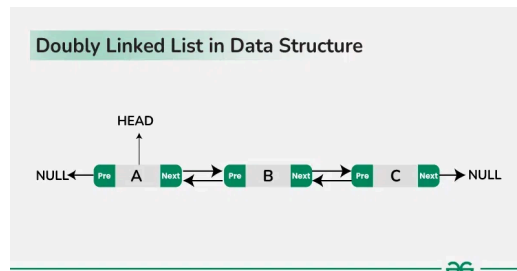 Doubly Linked List in Data Structure
HEAD
NULL Pre A Next Pre B Next Pre C Next NULL